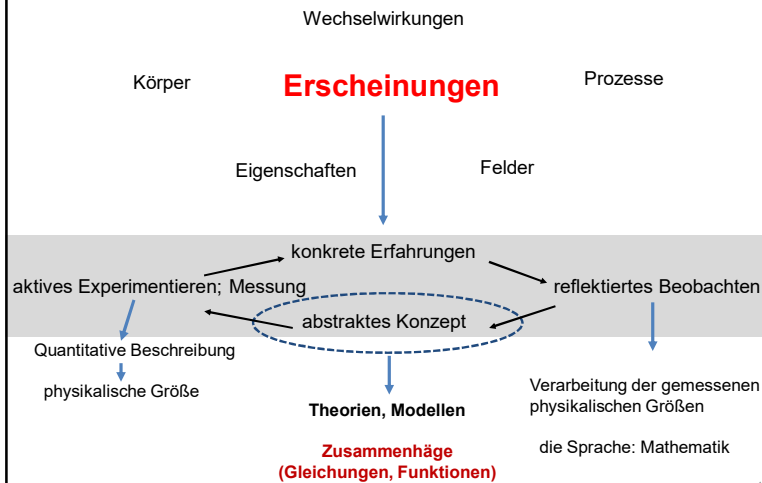 Wechselwirkungen
Körper
Erscheinungen
Prozesse
Eigenschaften
Felder
konkrete Erfahrungen
aktives Experimentieren; Messung
reflektiertes Beobachten
abstraktes Konzept
Quantitative Beschreibung
physikalische Größe
Theorien, Modellen
Zusammenhäge
(Gleichungen, Funktionen)
Verarbeitung der gemessenen
physikalischen Größen
die Sprache: Mathematik